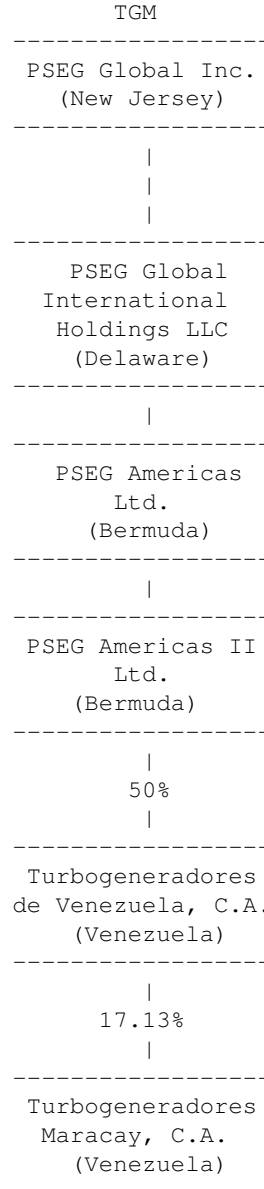 TGM
------------------
PSEG Global Inc.
(New Jersey)
------------------
|
|
|
------------------
PSEG Global
International
Holdings LLC
(Delaware)
------------------
|
------------------
PSEG Americas
Ltd.
(Bermuda)
------------------
|
------------------
PSEG Americas II
Ltd.
(Bermuda)
------------------
|
50%
|
------------------
Turbogeneradores
de Venezuela, C.A.
(Venezuela)
------------------
|
17.13%
|
------------------
Turbogeneradores
Maracay, C.A.
(Venezuela)